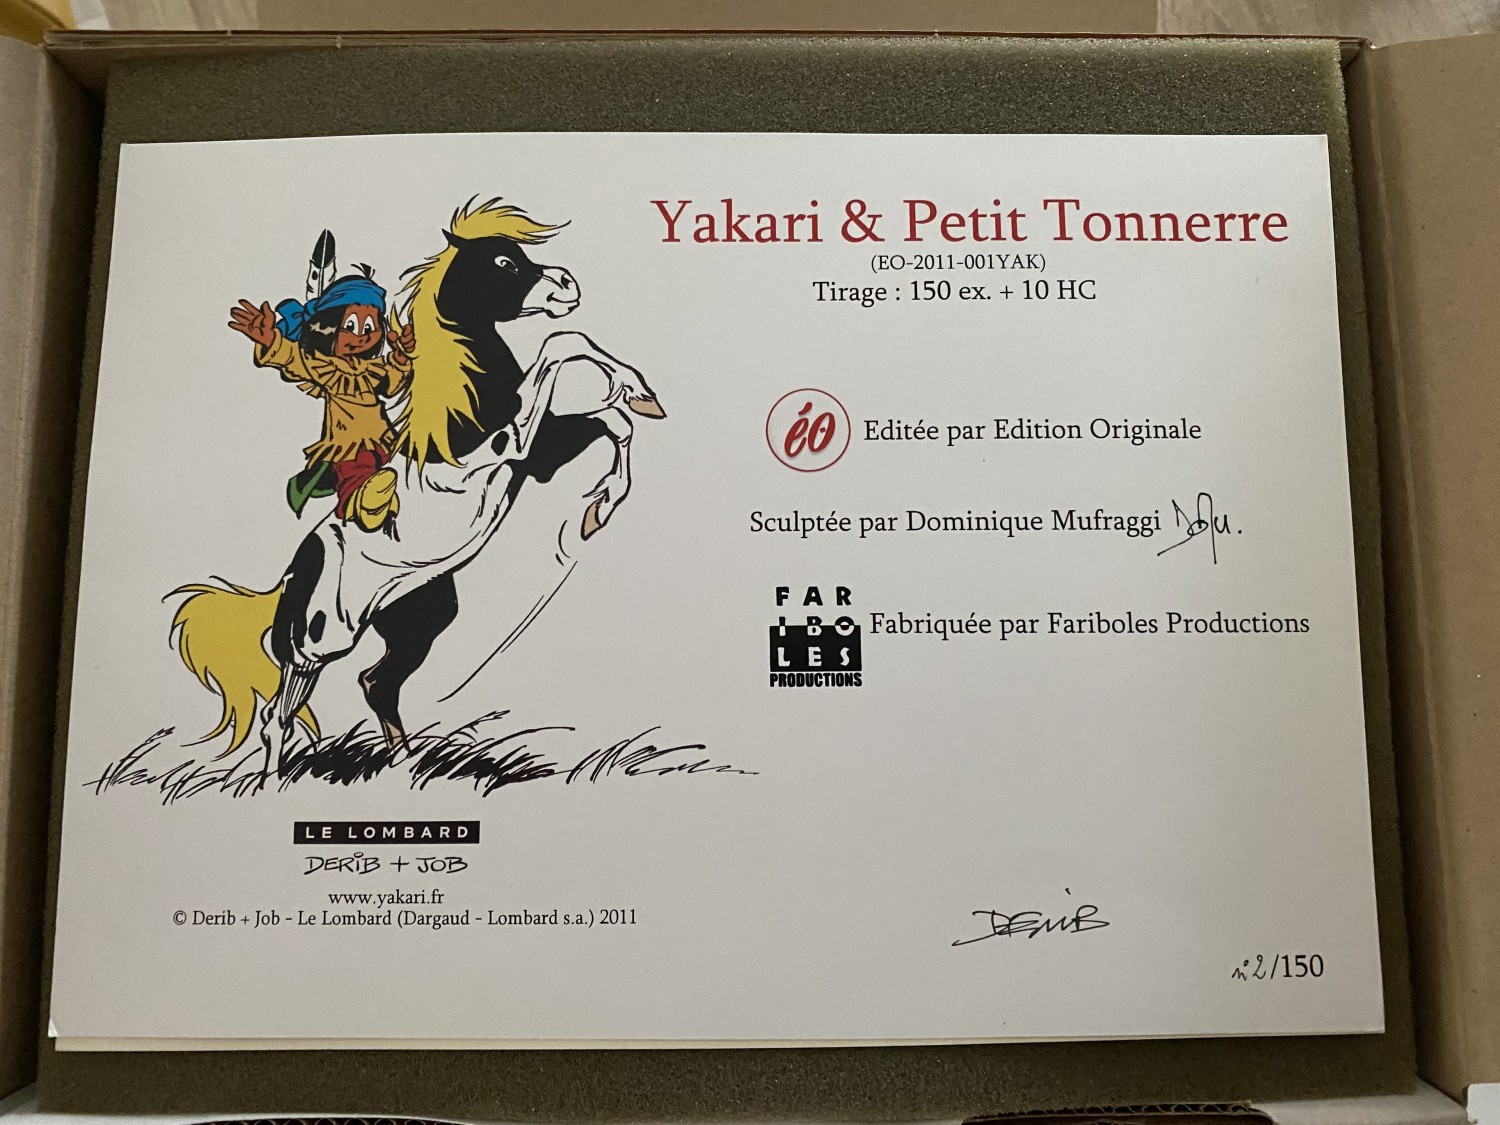 Yakari & Petit Tonnerre
(EO-2011-001YAK)
Tirage : 150 ex. + 10 HC
éo Editée par Edition Originale
Sculptée par Dominique Mufraggi
FAR
IBO
LES
PRODUCTIONS
Fabriquée par Fariboles Productions
LE LOMBARD
DERIB + JOB
www.yakari.fr
© Derib + Job - Le Lombard (Dargaud - Lombard s.a.) 2011
DERIB
n° 2/150